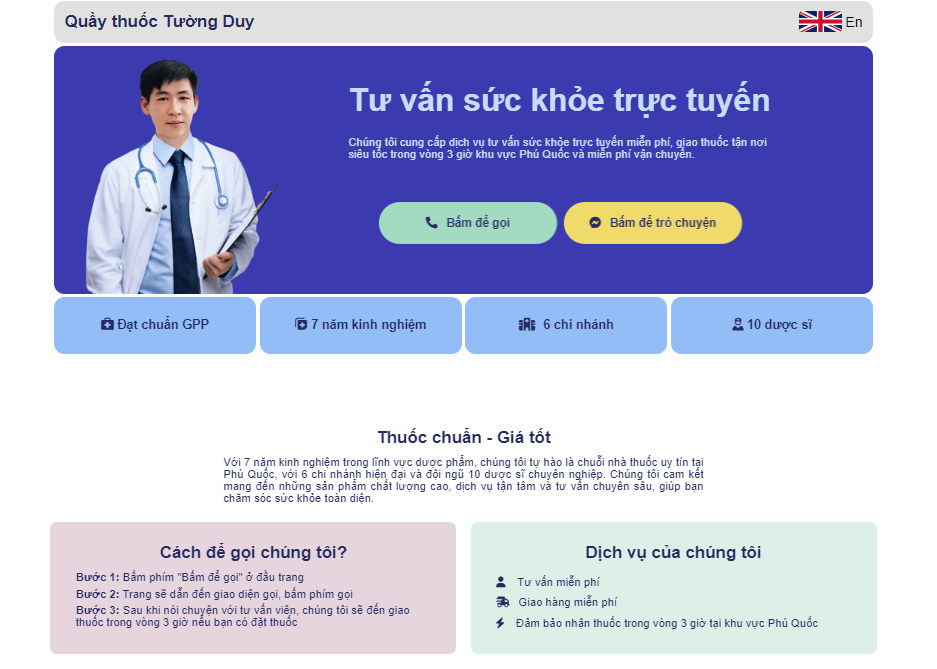 Quầy thuốc Tường Duy
En
Tư vấn sức khỏe trực tuyến
Chúng tôi cung cấp dịch vụ tư vấn sức khỏe trực tuyến miễn phí, giao thuốc tận nơi
siêu tốc trong vòng 3 giờ khu vực Phú Quốc và miễn phí vận chuyển.
Bấm để gọi
Bấm để trò chuyện
Đạt chuẩn GPP
7 năm kinh nghiệm
6 chi nhánh
10 dược sĩ
Thuốc chuẩn - Giá tốt
Với 7 năm kinh nghiệm trong lĩnh vực dược phẩm, chúng tôi tự hào là chuỗi nhà thuốc uy tín tại
Phú Quốc, với 6 chi nhánh hiện đại và đội ngũ 10 dược sĩ chuyên nghiệp. Chúng tôi cam kết
mang đến những sản phẩm chất lượng cao, dịch vụ tận tâm và tư vấn chuyên sâu, giúp bạn
chăm sóc sức khỏe toàn diện.
Cách để gọi chúng tôi?
Bước 1: Bấm phím "Bấm để gọi" ở đầu trang
Bước 2: Trang sẽ dẫn đến giao diện gọi, bấm phím gọi
Bước 3: Sau khi nói chuyện với tư vấn viên, chúng tôi sẽ đến giao
thuốc trong vòng 3 giờ nếu bạn có đặt thuốc
Dịch vụ của chúng tôi
Tư vấn miễn phí
Giao hàng miễn phí
Đảm bảo nhận thuốc trong vòng 3 giờ tại khu vực Phú Quốc